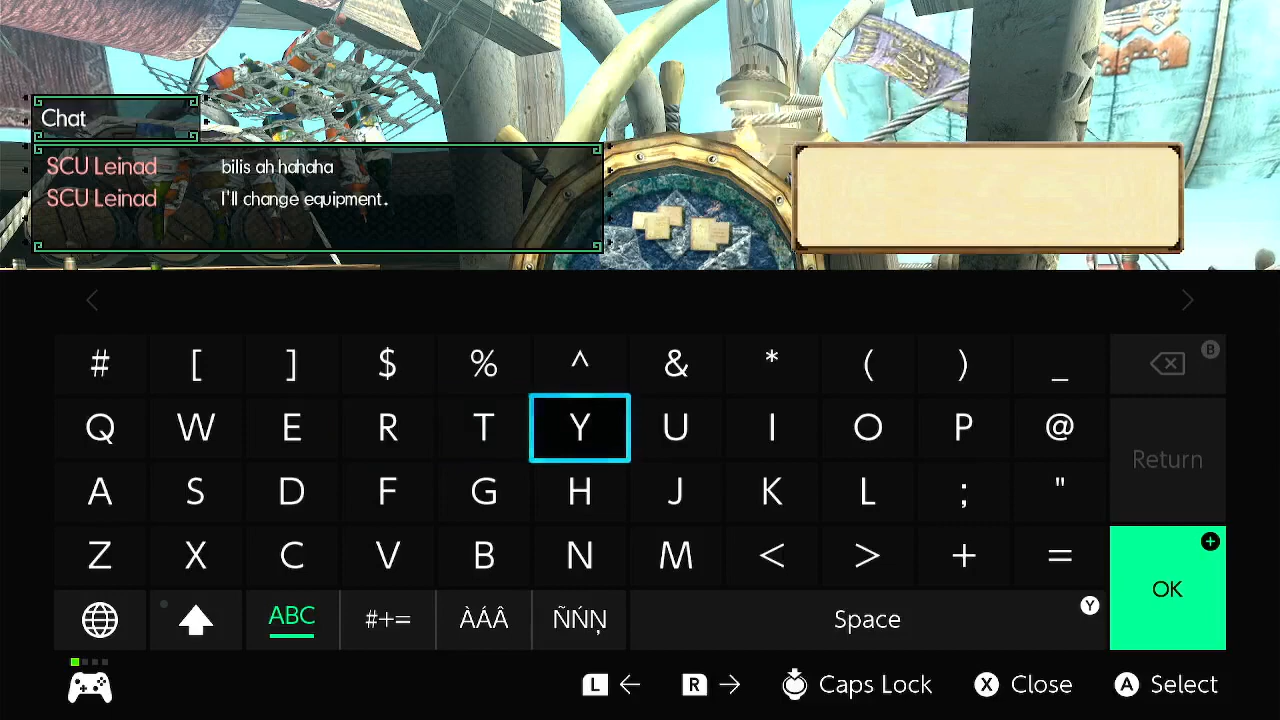 Chat
SCU Leinad bilis ah hahaha
SCU Leinad I'll change equipment.
# [ ] $ % ^ & * ( ) _ B
Q W E R T Y U I O P @ Return
A S D F G H J K L ; "
Z X C V B N M < > + =
ABC #+= ÀÁÂ ÑŃŅ Space Y OK
L ← R → Caps Lock X Close A Select